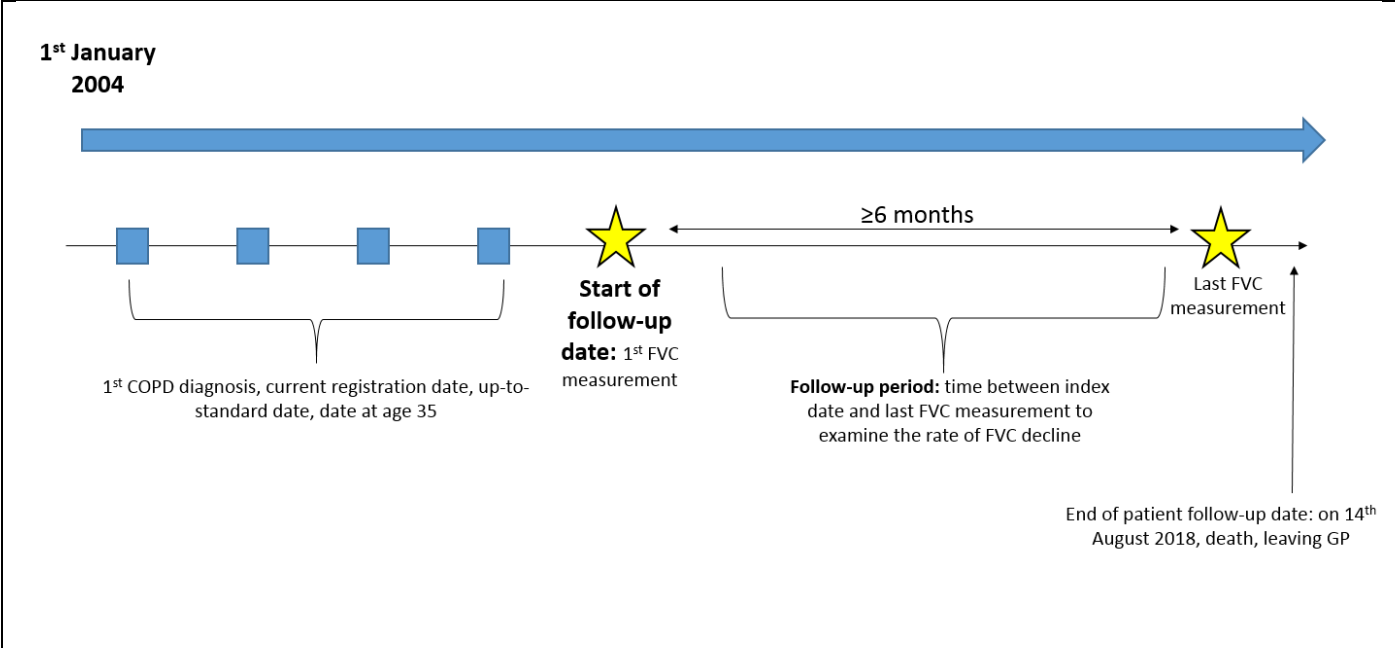 1st January
2004
≥6 months
Start of
follow-up
date: 1st FVC
measurement
Last FVC
measurement
1st COPD diagnosis, current registration date, up-to-
standard date, date at age 35
Follow-up period: time between index
date and last FVC measurement to
examine the rate of FVC decline
End of patient follow-up date: on 14th
August 2018, death, leaving GP